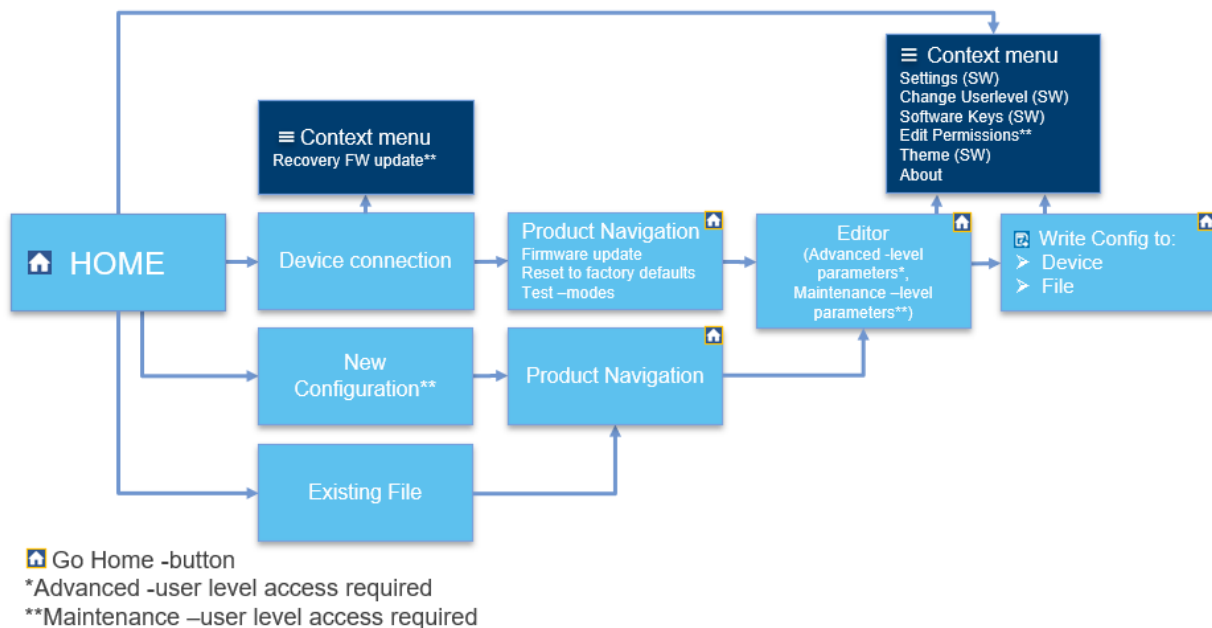 Context menu
Settings (SW)
Change Userlevel (SW)
Software Keys (SW)
Edit Permissions**
Theme (SW)
About
Context menu
Recovery FW update**
HOME
Device connection
Product Navigation
Firmware update
Reset to factory defaults
Test –modes
Editor
(Advanced -level
parameters*,
Maintenance –level
parameters**)
Write Config to:
Device
File
New
Configuration**
Product Navigation
Existing File
Go Home -button
*Advanced -user level access required
**Maintenance –user level access required